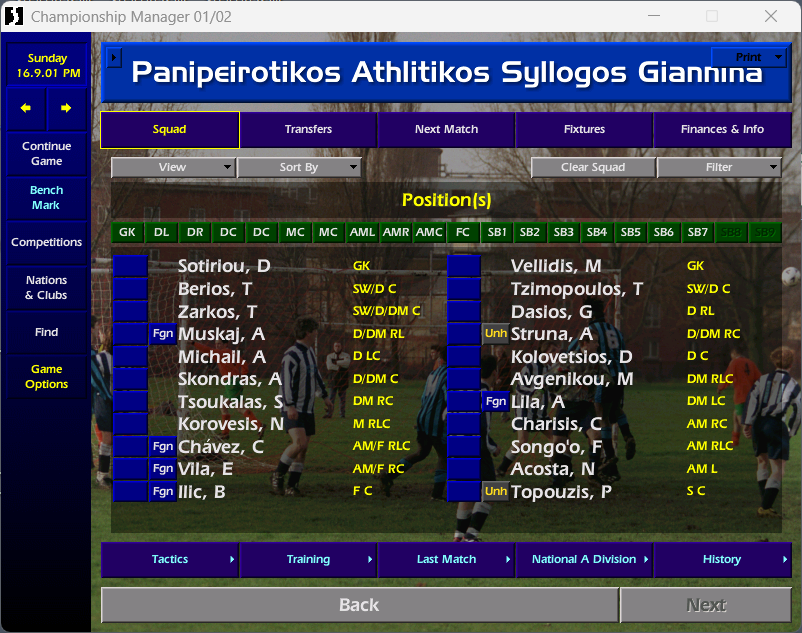 Championship Manager 01/02
Sunday
16.9.01 PM
Continue
Game
Bench
Mark
Competitions
Nations
& Clubs
Find
Game
Options
Print
Panipeirotikos Athlitikos Syllogos Giannina
Squad Transfers Next Match Fixtures Finances & Info
View Sort By Clear Squad Filter
Position(s)
GK DL DR DC DC MC MC AML AMR AMC FC SB1 SB2 SB3 SB4 SB5 SB6 SB7 SB8 SB9
Sotiriou, D GK Vellidis, M GK
Berios, T SW/D C Tzimopoulos, T SW/D C
Zarkos, T SW/D/DM C Dasios, G D RL
Fgn Muskaj, A D/DM RL Unh Struna, A D/DM RC
Michail, A D LC Kolovetsios, D D C
Skondras, A D/DM C Avgenikou, M DM RLC
Tsoukalas, S DM RC Fgn Lila, A DM LC
Korovesis, N M RLC Charisis, C AM RC
Fgn Chávez, C AM/F RLC Songo'o, F AM RLC
Fgn Vila, E AM/F RC Acosta, N AM L
Fgn Ilic, B F C Unh Topouzis, P S C
Tactics Training Last Match National A Division History
Back Next